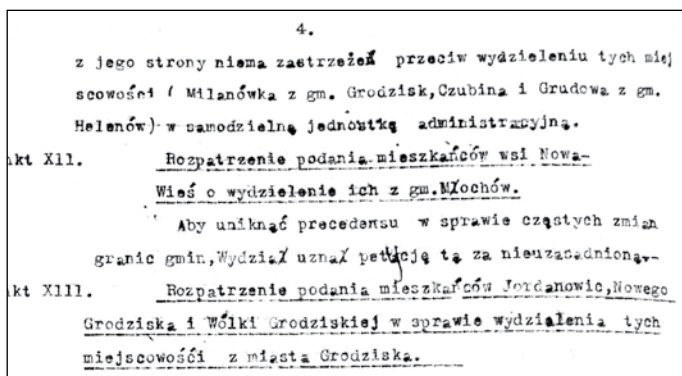 4.
z jego strony niema zastrzeżeń przeciw wydzieleniu tych miej
scowości ( Milanówka z gm. Grodzisk,Czubina i Grudowa z gm.
Helenów) w samodzielną jednostkę administracyjną.
nkt XII. Rozpatrzenie podania mieszkańców wsi Nowa-
Wieś o wydzielenie ich z gm.Młochów.
Aby uniknąć precedensu w sprawie częstych zmian
granic gmin,Wydział uznał petycję tą za nieuzasadnioną.-
nkt XIII. Rozpatrzenie podania mieszkańców Jordanowic,Nowego
Grodziska i Wólki Grodziskiej w sprawie wydzielenia tych
miejscowośći z miasta Grodziska.